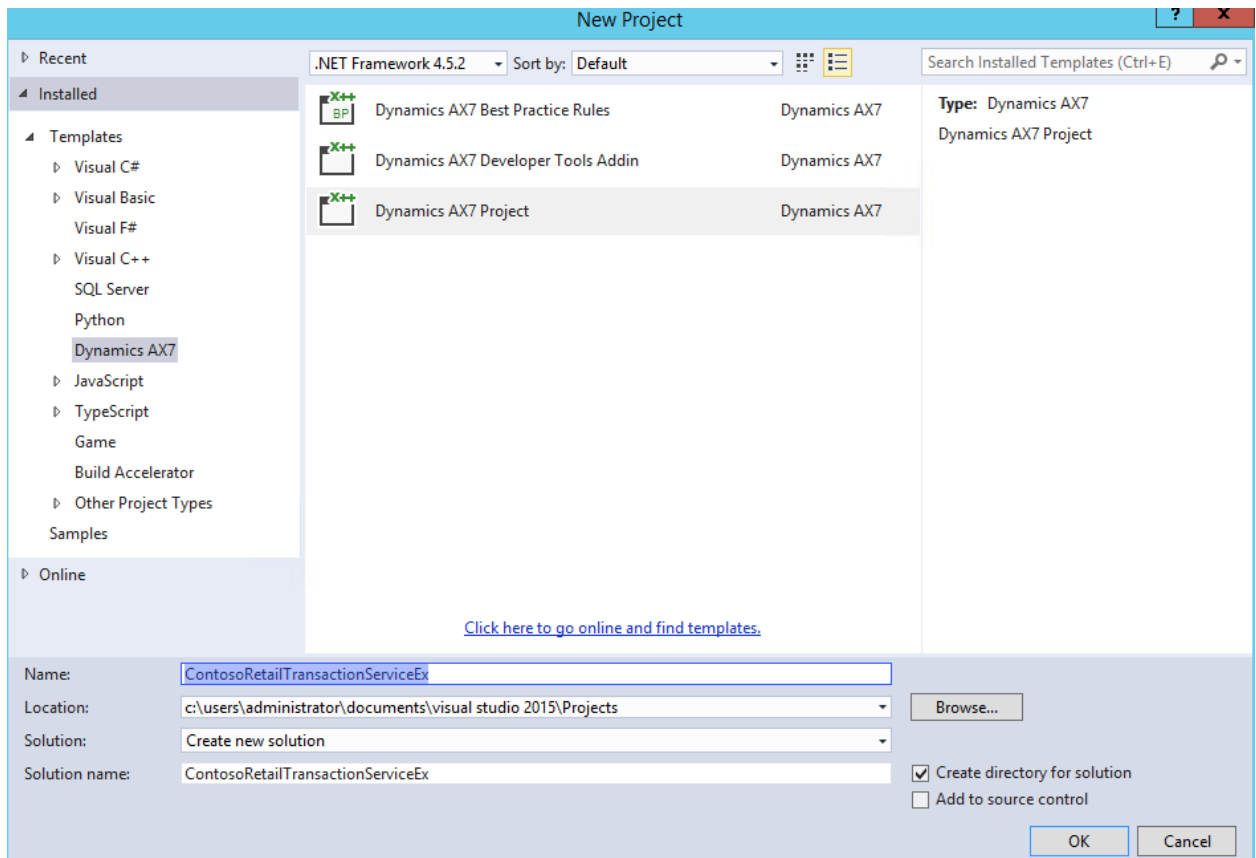 New Project
? x
Recent
.NET Framework 4.5.2
Sort by: Default
Search Installed Templates (Ctrl+E)
Installed
Templates
Visual C#
Visual Basic
Visual F#
Visual C++
SQL Server
Python
Dynamics AX7
JavaScript
TypeScript
Game
Build Accelerator
Other Project Types
Samples
Online
X++ BP Dynamics AX7 Best Practice Rules Dynamics AX7
X++ Dynamics AX7 Developer Tools Addin Dynamics AX7
X++ Dynamics AX7 Project Dynamics AX7
Type: Dynamics AX7
Dynamics AX7 Project
Click here to go online and find templates.
Name: ContosoRetailTransactionServiceEx
Location: c:\users\administrator\documents\visual studio 2015\Projects
Browse...
Solution: Create new solution
Solution name: ContosoRetailTransactionServiceEx
Create directory for solution
Add to source control
OK Cancel